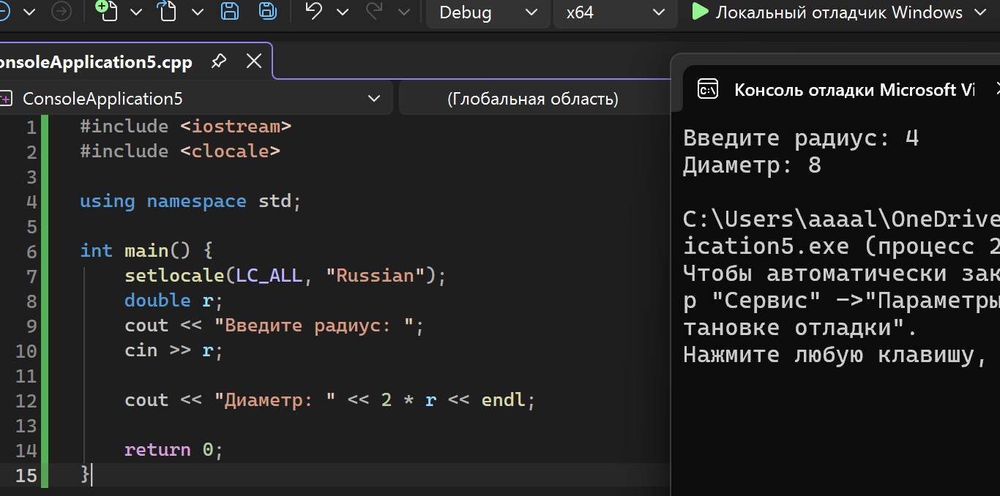 Debug x64 Локальный отладчик Windows
onsoleApplication5.cpp
ConsoleApplication5 (Глобальная область)
1 #include <iostream>
2 #include <clocale>
3
4 using namespace std;
5
6 int main() {
7 setlocale(LC_ALL, "Russian");
8 double r;
9 cout << "Введите радиус: ";
10 cin >> r;
11
12 cout << "Диаметр: " << 2 * r << endl;
13
14 return 0;
15 }
Консоль отладки Microsoft Vi
Введите радиус: 4
Диаметр: 8
C:\Users\aaaal\OneDrive
ication5.exe (процесс 2
Чтобы автоматически зак
р "Сервис" ->"Параметры
тановке отладки".
Нажмите любую клавишу,